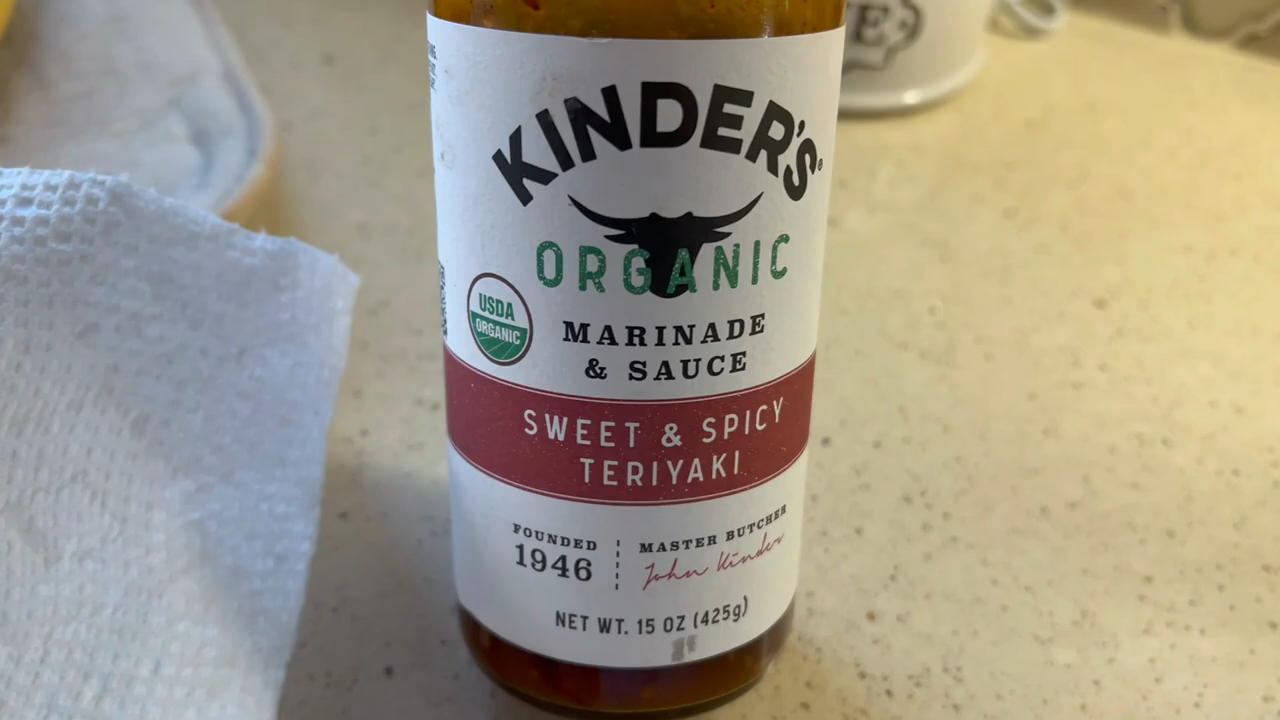 KINDER'S®
ORGANIC
USDA
ORGANIC
MARINADE
& SAUCE
SWEET & SPICY
TERIYAKI
FOUNDED
1946
MASTER BUTCHER
John Kinder
NET WT. 15 OZ (425g)